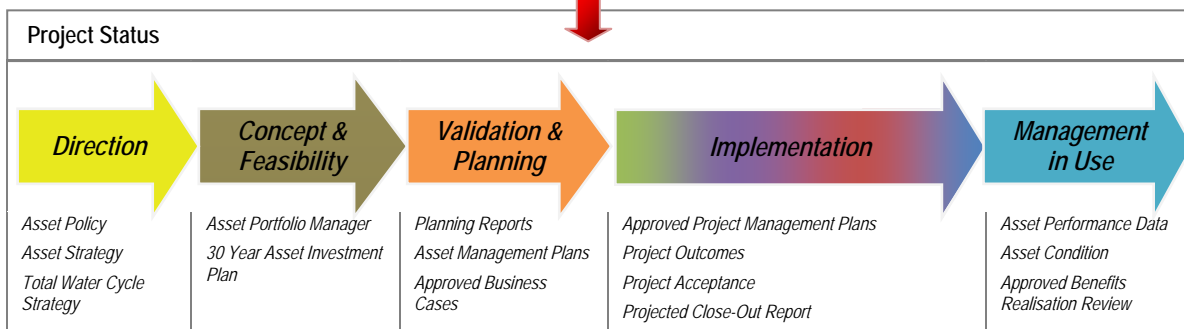 Project Status
Direction
Concept &
Feasibility
Validation &
Planning
Implementation
Management
in Use
Asset Policy
Asset Strategy
Total Water Cycle
Strategy
Asset Portfolio Manager
30 Year Asset Investment
Plan
Planning Reports
Asset Management Plans
Approved Business
Cases
Approved Project Management Plans
Project Outcomes
Project Acceptance
Projected Close-Out Report
Asset Performance Data
Asset Condition
Approved Benefits
Realisation Review